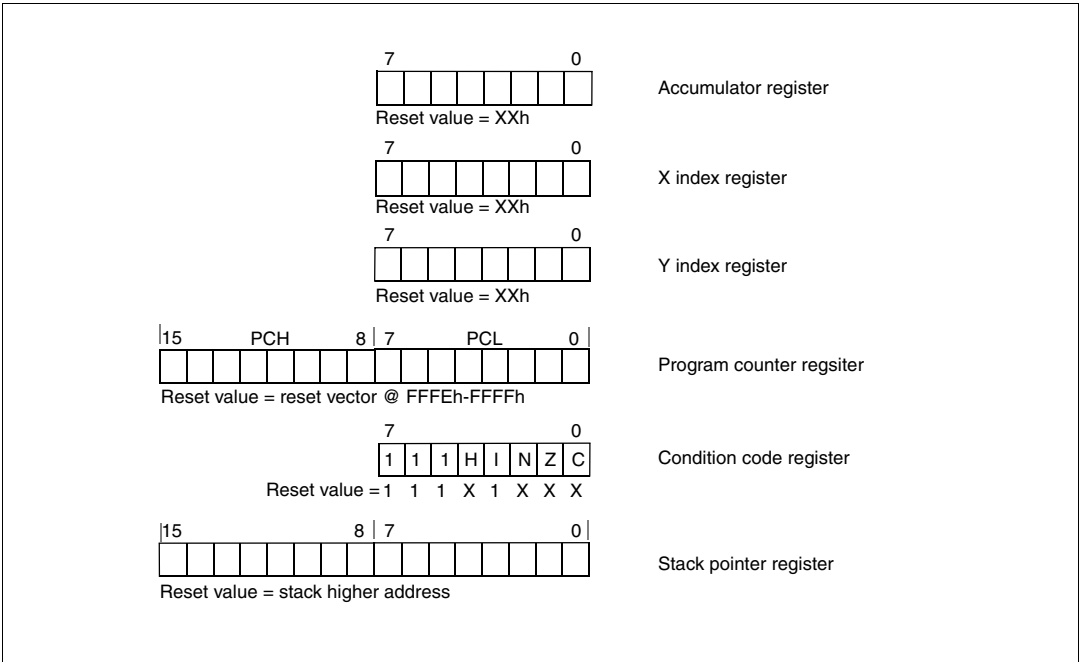 7 0
Accumulator register
Reset value = XXh
7 0
X index register
Reset value = XXh
7 0
Y index register
Reset value = XXh
15 PCH 8 7 PCL 0
Program counter regsiter
Reset value = reset vector @ FFFEh-FFFFh
7 0
1 1 1 H I N Z C
Condition code register
Reset value = 1 1 1 X 1 X X X
15 8 7 0
Stack pointer register
Reset value = stack higher address